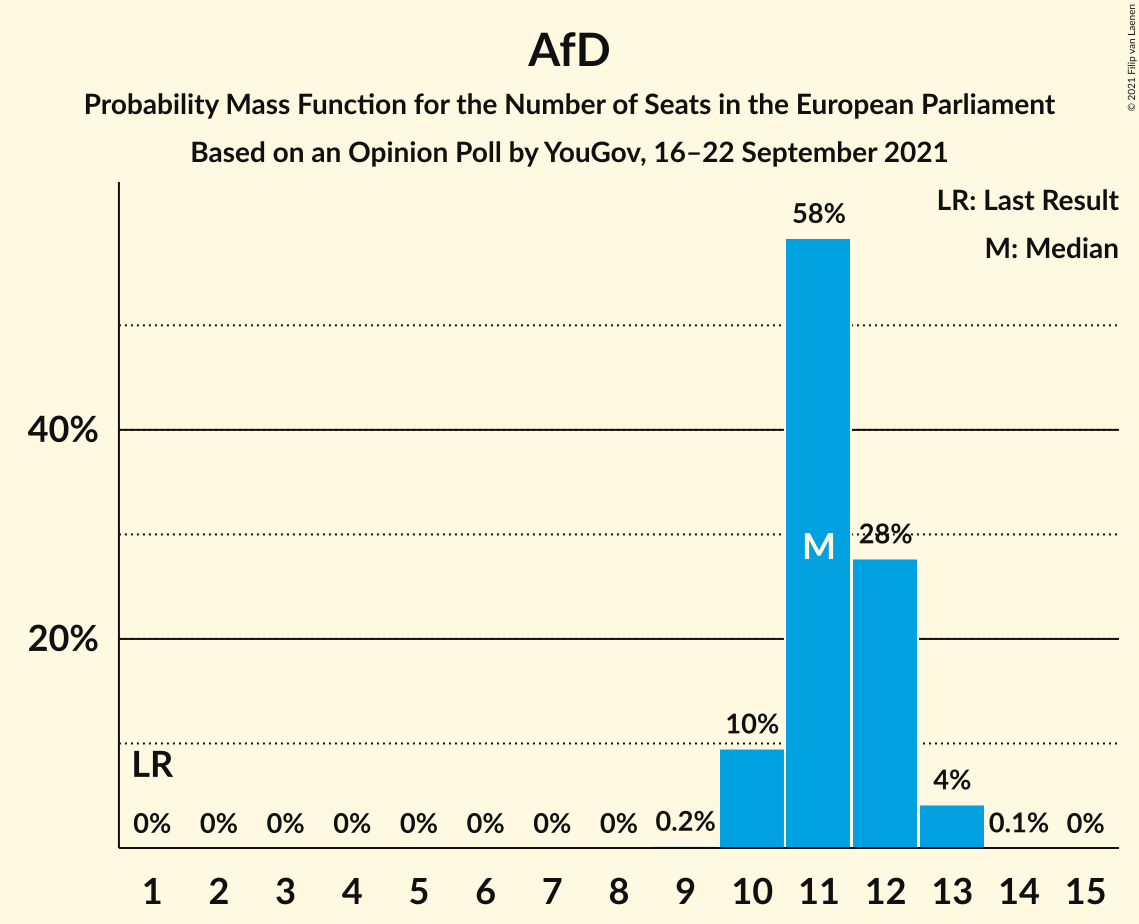 AfD
Probability Mass Function for the Number of Seats in the European Parliament
Based on an Opinion Poll by YouGov, 16–22 September 2021
© 2021 Filip van Laenen
LR: Last Result
M: Median
58%
40%
M
28%
20%
10%
LR
4%
0% 0% 0% 0% 0% 0% 0% 0% 0.2% 0.1% 0%
1 2 3 4 5 6 7 8 9 10 11 12 13 14 15